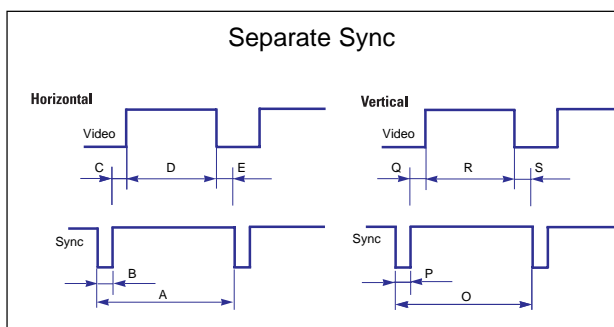 Separate Sync
Horizontal
Video
C D E
Sync
B
A
Vertical
Video
Q R S
Sync
P
O